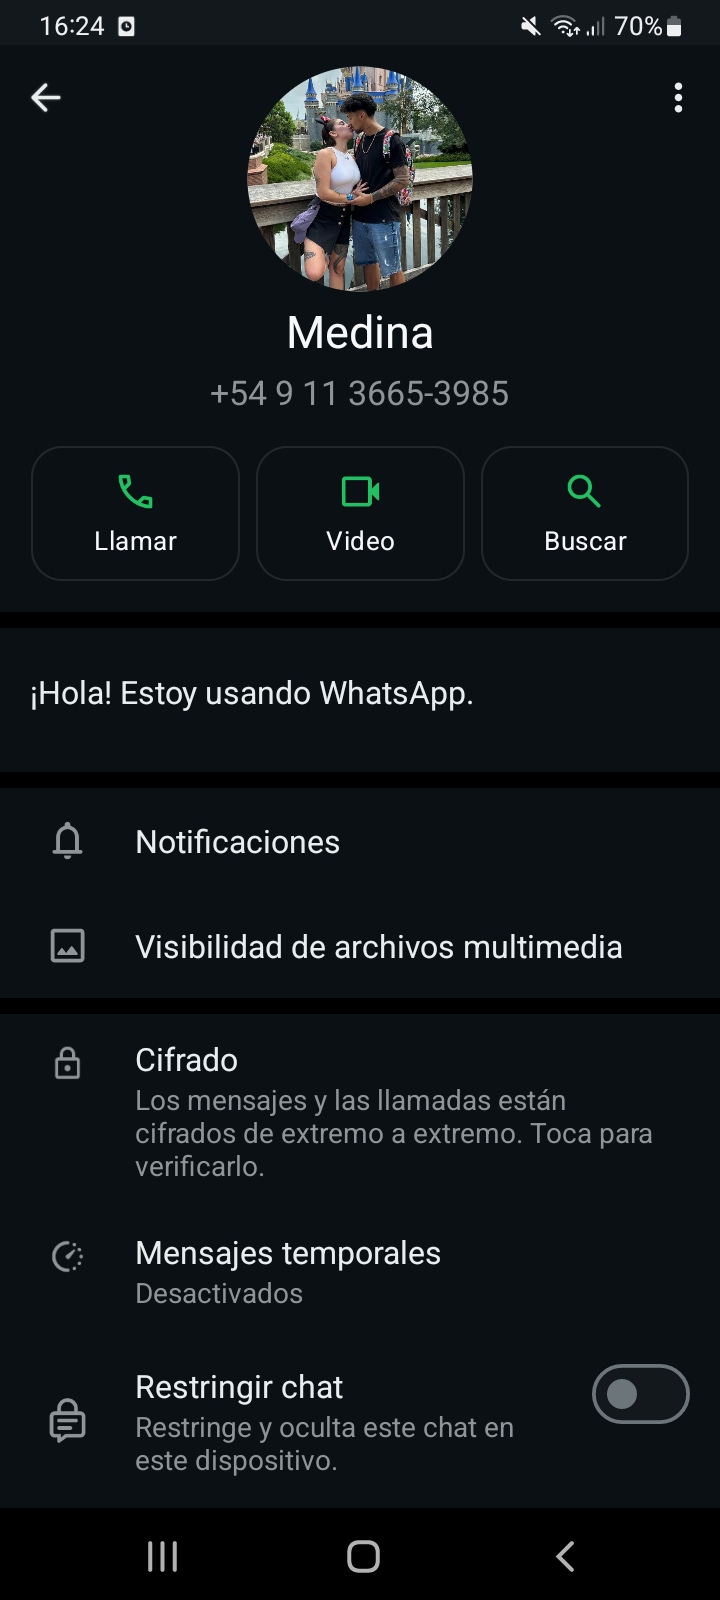 16:24
70%
Medina
+54 9 11 3665-3985
Llamar
Video
Buscar
¡Hola! Estoy usando WhatsApp.
Notificaciones
Visibilidad de archivos multimedia
Cifrado
Los mensajes y las llamadas están
cifrados de extremo a extremo. Toca para
verificarlo.
Mensajes temporales
Desactivados
Restringir chat
Restringe y oculta este chat en
este dispositivo.